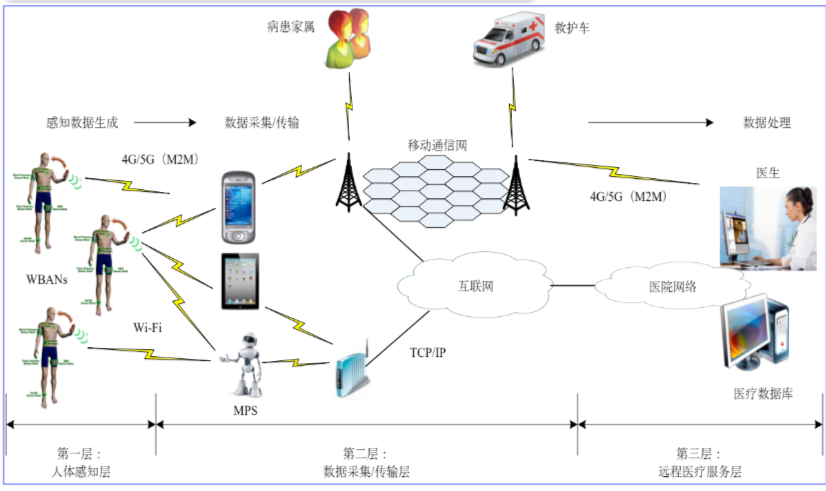 病患家属
救护车
感知数据生成
数据采集/传输
数据处理
移动通信网
4G/5G（M2M）
医生
4G/5G（M2M）
WBANs
互联网
医院网络
Wi-Fi
TCP/IP
MPS
医疗数据库
第一层：
人体感知层
第二层：
数据采集/传输层
第三层：
远程医疗服务层